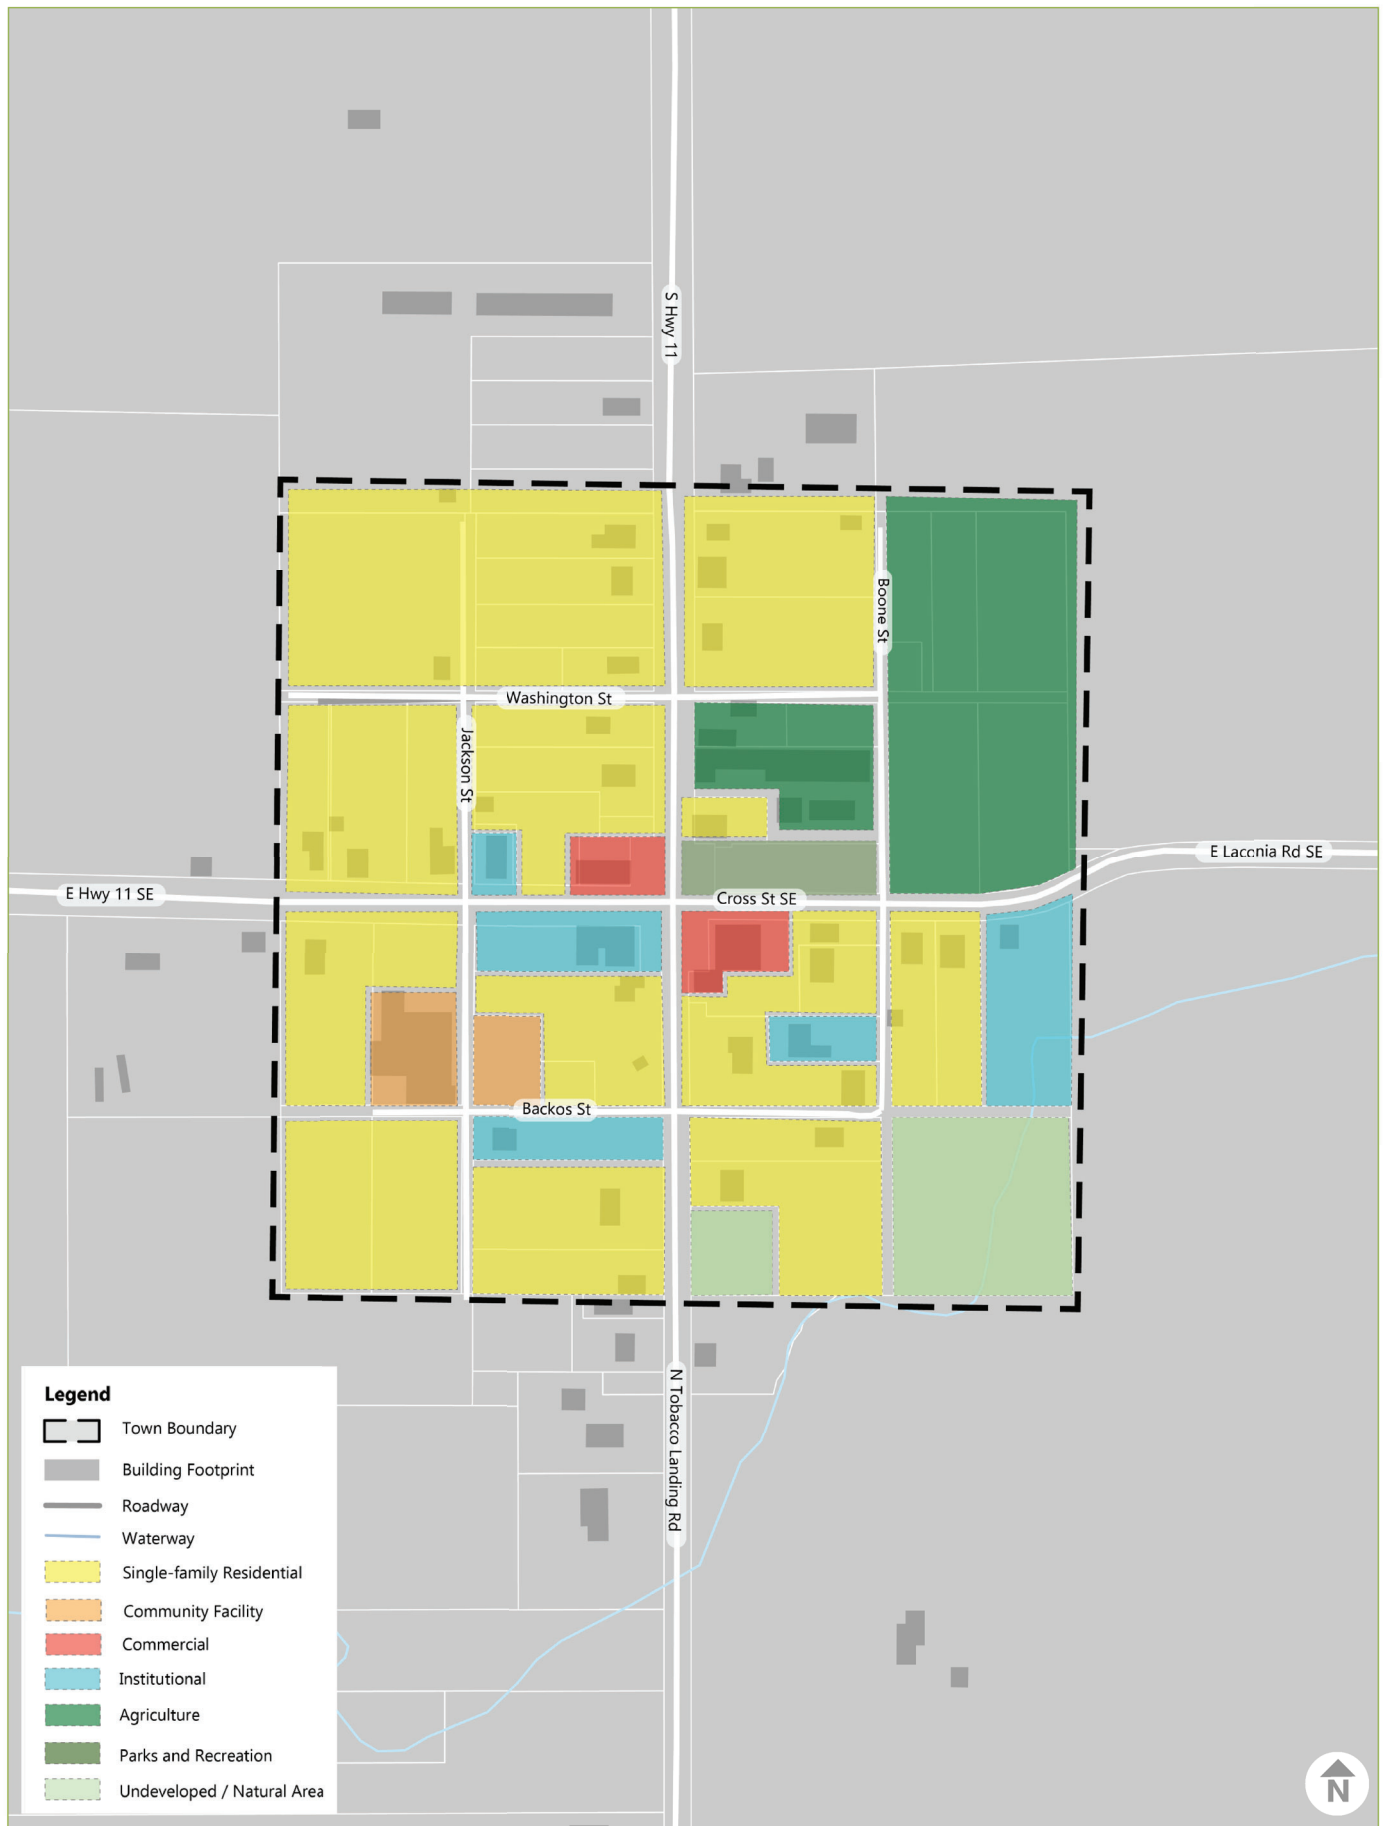 S Hwy 11
Boone St
Washington St
Jackson St
E Laconia Rd SE
E Hwy 11 SE
Cross St SE
Backos St
N Tobacco Landing Rd
Legend
Town Boundary
Building Footprint
Roadway
Waterway
Single-family Residential
Community Facility
Commercial
Institutional
Agriculture
Parks and Recreation
Undeveloped / Natural Area
N